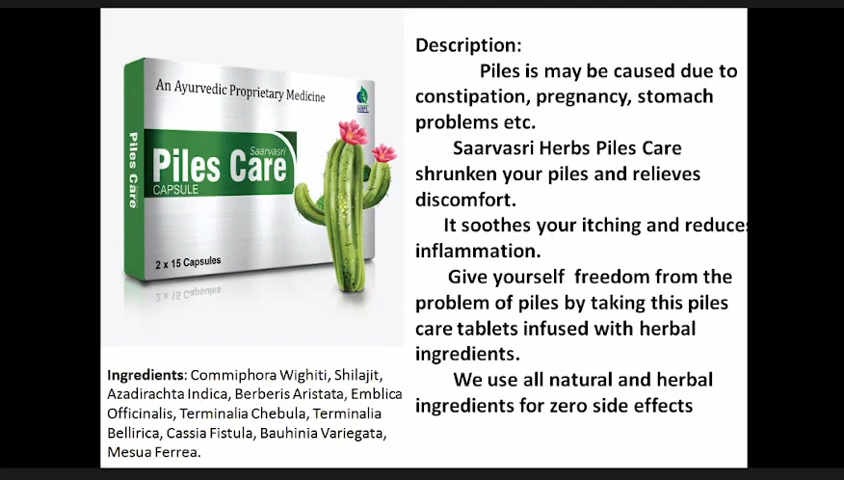 An Ayurvedic Proprietary Medicine
Piles Care
Saarvasri
Piles Care
CAPSULE
2 x 15 Capsules
Ingredients: Commiphora Wighiti, Shilajit,
Azadirachta Indica, Berberis Aristata, Emblica
Officinalis, Terminalia Chebula, Terminalia
Bellirica, Cassia Fistula, Bauhinia Variegata,
Mesua Ferrea.
Description:
Piles is may be caused due to
constipation, pregnancy, stomach
problems etc.
Saarvasri Herbs Piles Care
shrunken your piles and relieves
discomfort.
It soothes your itching and reduces
inflammation.
Give yourself freedom from the
problem of piles by taking this piles
care tablets infused with herbal
ingredients.
We use all natural and herbal
ingredients for zero side effects